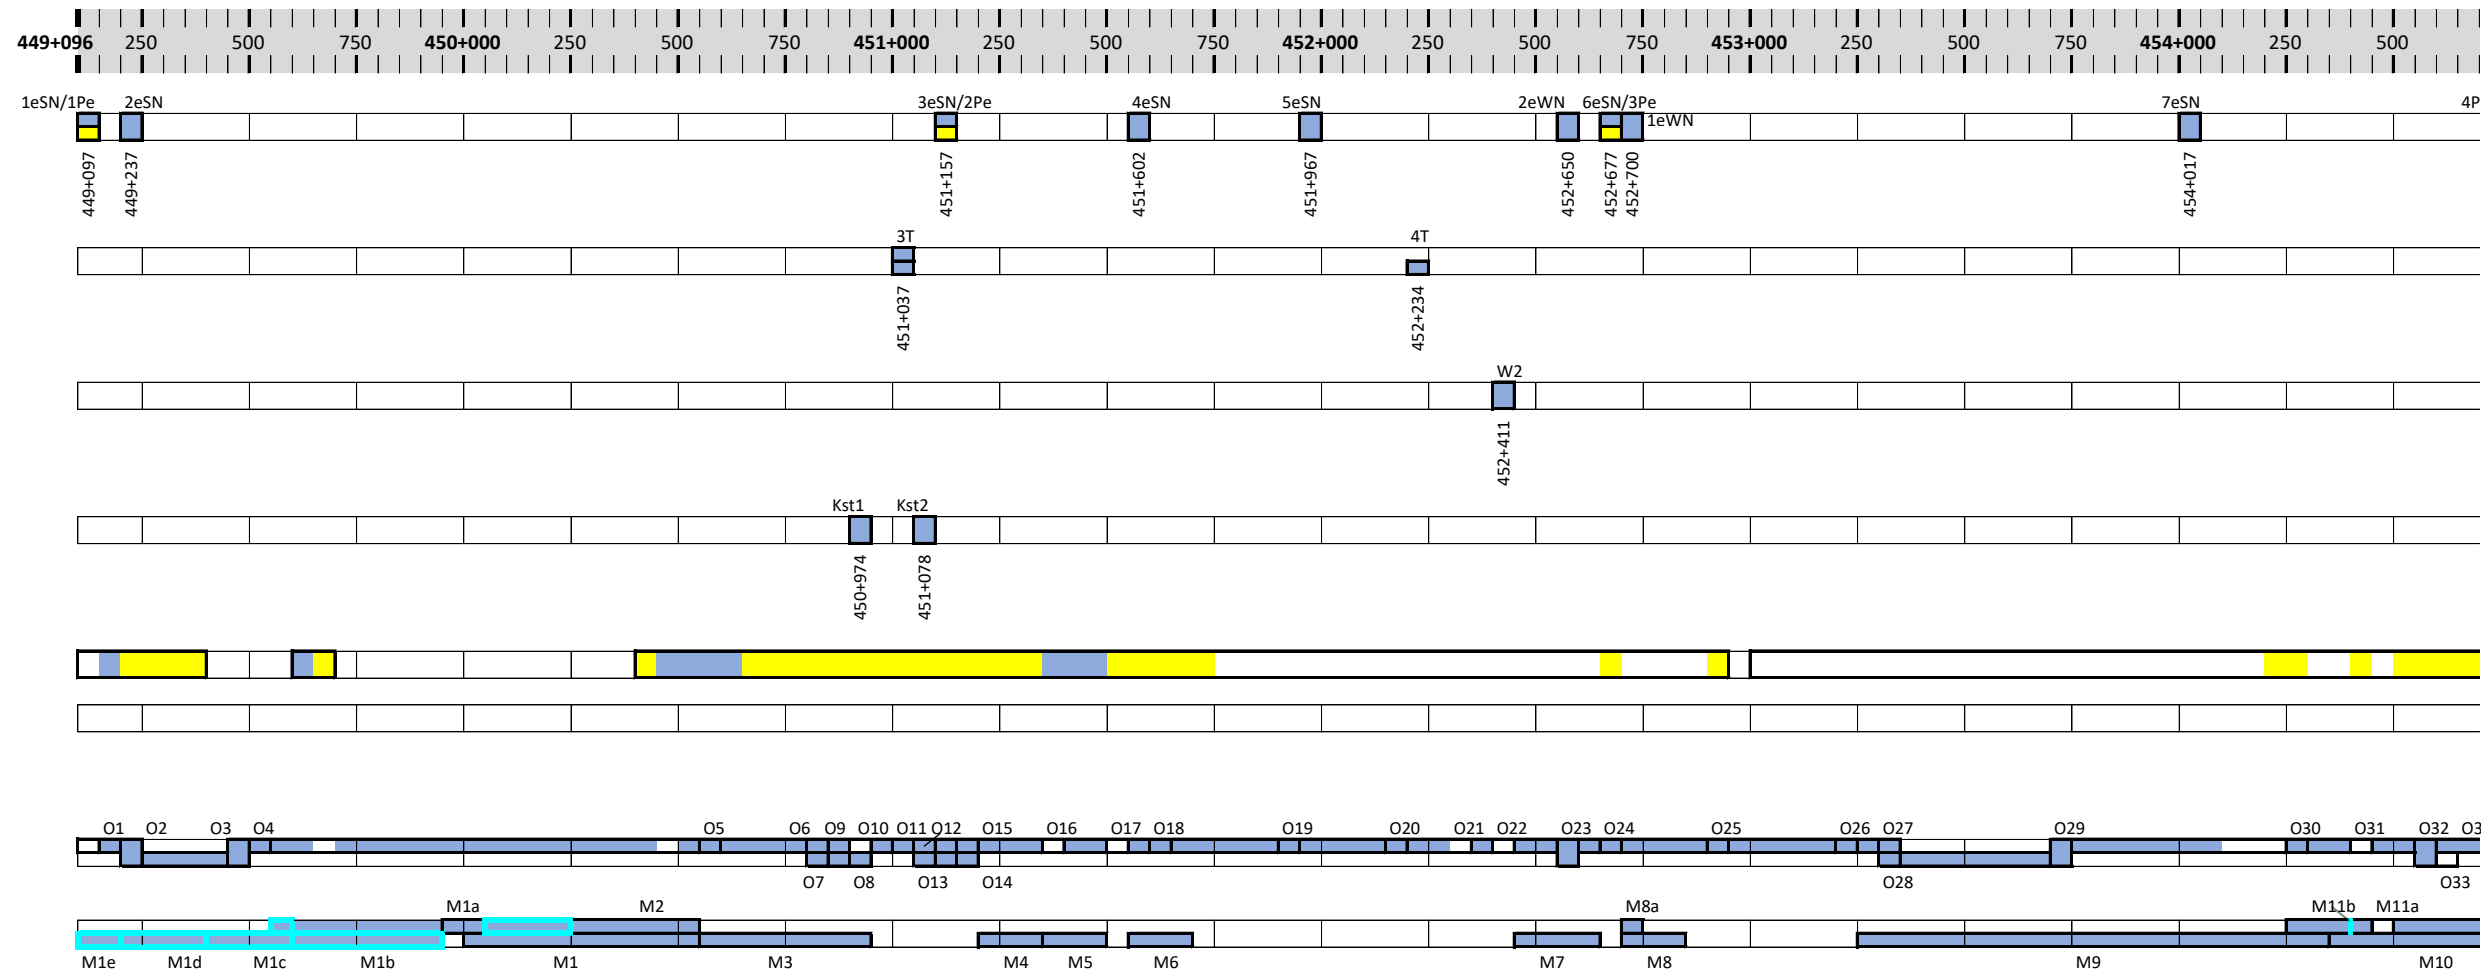 449+096 250 500 750 450+000 250 500 750 451+000 250 500 750 452+000 250 500 750 453+000 250 500 750 454+000 250 500
1eSN/1Pe 2eSN 3eSN/2Pe 4eSN 5eSN 2eWN 6eSN/3Pe 7eSN 4P
1eWN
449+097 449+237 451+157 451+602 451+967 452+650 452+677 452+700 454+017
3T 4T
451+037 452+234
W2
452+411
Kst1 Kst2
450+974 451+078
O1 O2 O3 O4 O5 O6 O9 O10 O11 O12 O15 O16 O17 O18 O19 O20 O21 O22 O23 O24 O25 O26 O27 O29 O30 O31 O32 O3
O7 O8 O13 O14 O28 O33
M1a M2 M8a M11b M11a
M1e M1d M1c M1b M1 M3 M4 M5 M6 M7 M8 M9 M10